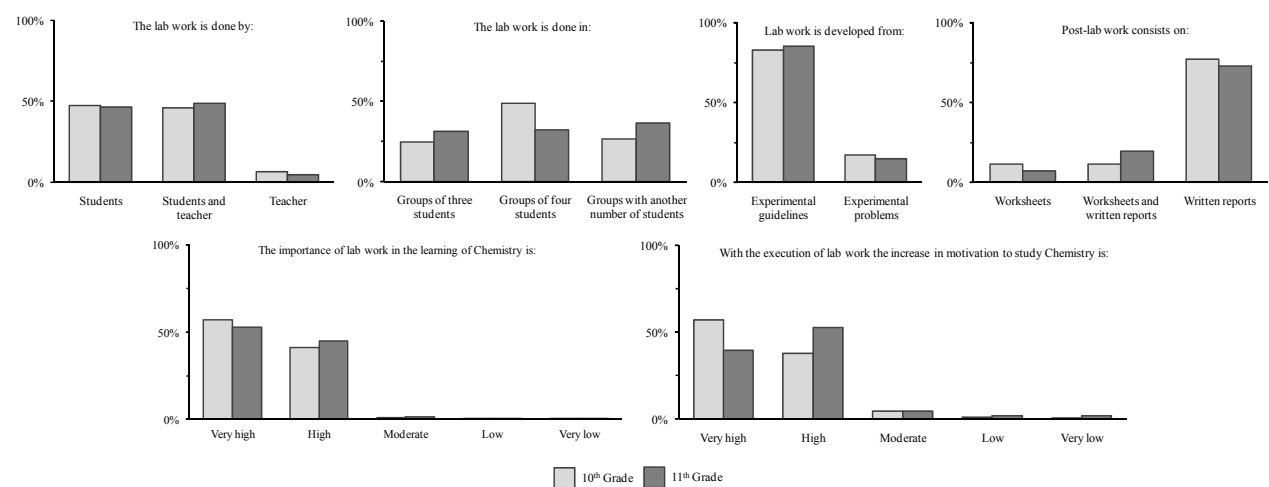 The lab work is done by:
100%
50%
0%
Students
Students and
teacher
Teacher
The lab work is done in:
100%
50%
0%
Groups of three
students
Groups of four
students
Groups with another
number of students
Lab work is developed from:
100%
50%
0%
Experimental
guidelines
Experimental
problems
Post-lab work consists on:
100%
50%
0%
Worksheets
Worksheets and
written reports
Written reports
The importance of lab work in the learning of Chemistry is:
100%
50%
0%
Very high
High
Moderate
Low
Very low
With the execution of lab work the increase in motivation to study Chemistry is:
100%
50%
0%
Very high
High
Moderate
Low
Very low
10th Grade
11th Grade